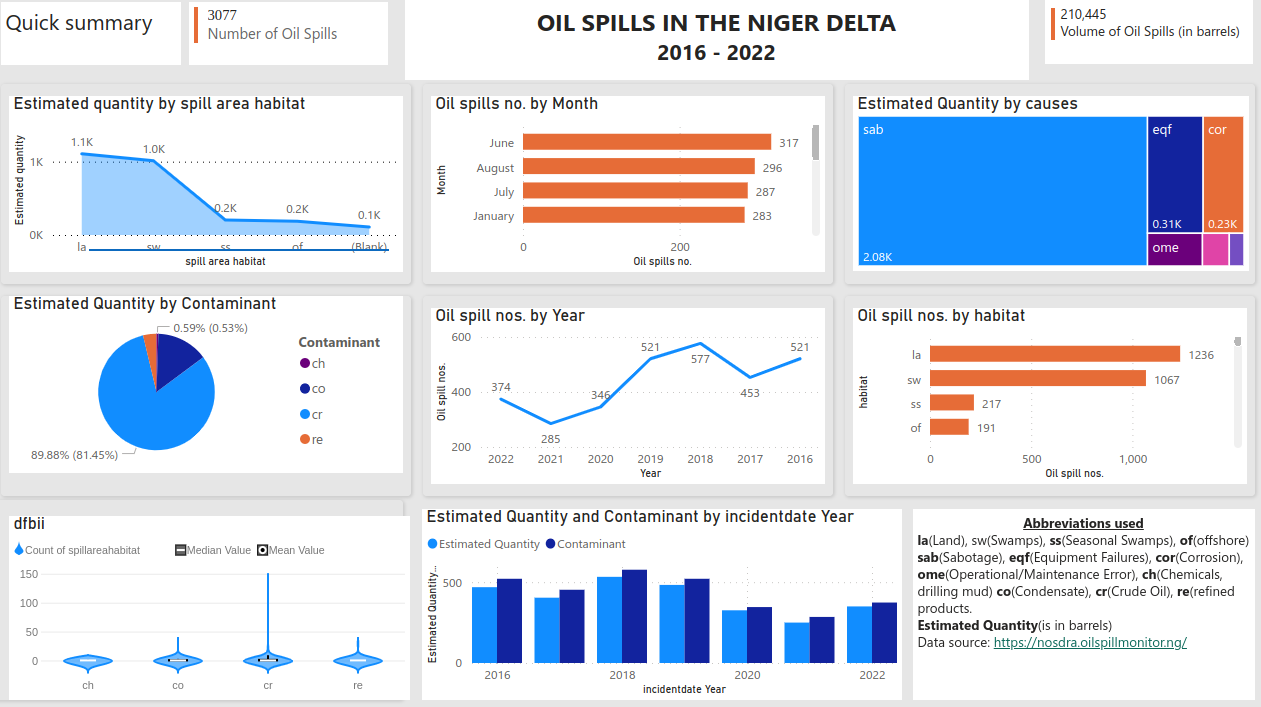 Quick summary
3077
Number of Oil Spills
OIL SPILLS IN THE NIGER DELTA
2016 - 2022
210,445
Volume of Oil Spills (in barrels)
Estimated quantity by spill area habitat
Estimated quantity
1K
0K
1.1K
1.0K
0.2K
0.2K
0.1K
la
sw
ss
of
(Blank)
spill area habitat
Oil spills no. by Month
Month
June
317
August
296
July
287
January
283
0
200
Oil spills no.
Estimated Quantity by causes
sab
2.08K
eqf
0.31K
cor
0.23K
ome
Estimated Quantity by Contaminant
0.59% (0.53%)
89.88% (81.45%)
Contaminant
ch
co
cr
re
Oil spill nos. by Year
Oil spill nos.
600
400
200
374
285
346
521
577
453
521
2022
2021
2020
2019
2018
2017
2016
Year
Oil spill nos. by habitat
habitat
la
1236
sw
1067
ss
217
of
191
0
500
1,000
Oil spill nos.
dfbii
Count of spillareahabitat
Median Value
Mean Value
150
100
50
0
ch
co
cr
re
Estimated Quantity and Contaminant by incidentdate Year
Estimated Quantity
Contaminant
Estimated Quantity...
500
0
2016
2018
2020
2022
incidentdate Year
Abbreviations used
la(Land), sw(Swamps), ss(Seasonal Swamps), of(offshore)
sab(Sabotage), eqf(Equipment Failures), cor(Corrosion),
ome(Operational/Maintenance Error), ch(Chemicals,
drilling mud) co(Condensate), cr(Crude Oil), re(refined
products.
Estimated Quantity(is in barrels)
Data source: https://nosdra.oilspillmonitor.ng/